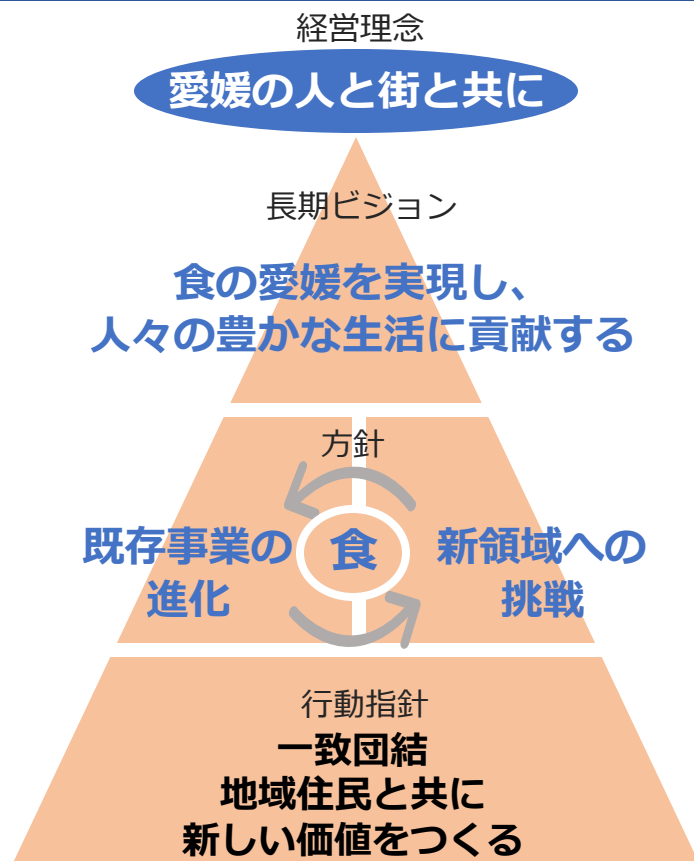 経営理念
愛媛の人と街と共に
長期ビジョン
食の愛媛を実現し、
人々の豊かな生活に貢献する
方針
既存事業の
進化
食
新領域への
挑戦
行動指針
一致団結
地域住民と共に
新しい価値をつくる